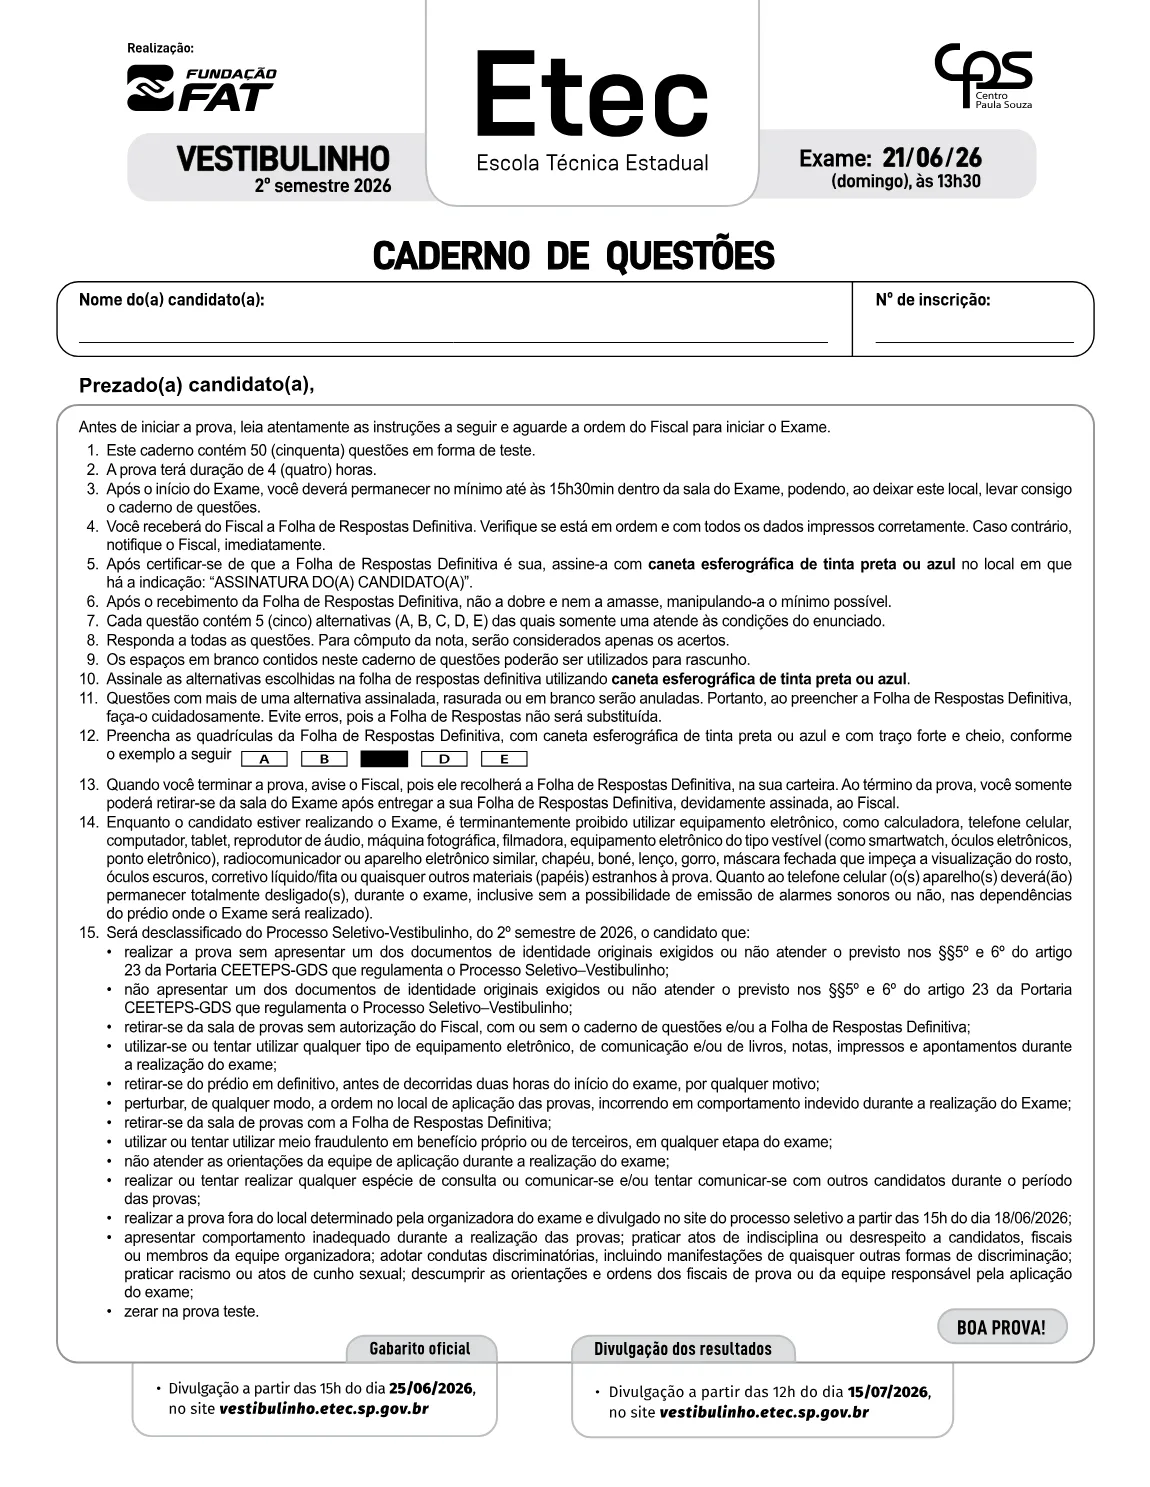 Realização:
FUNDAÇÃO
FAT
Etec
Escola Técnica Estadual
CPS
Centro
Paula Souza
VESTIBULINHO
2º semestre 2026
Exame: 21/06/26
(domingo), às 13h30
CADERNO DE QUESTÕES
Nome do(a) candidato(a):
Nº de inscrição:
Prezado(a) candidato(a),
Antes de iniciar a prova, leia atentamente as instruções a seguir e aguarde a ordem do Fiscal para iniciar o Exame.
1. Este caderno contém 50 (cinquenta) questões em forma de teste.
2. A prova terá duração de 4 (quatro) horas.
3. Após o início do Exame, você deverá permanecer no mínimo até às 15h30min dentro da sala do Exame, podendo, ao deixar este local, levar consigo
o caderno de questões.
4. Você receberá do Fiscal a Folha de Respostas Definitiva. Verifique se está em ordem e com todos os dados impressos corretamente. Caso contrário,
notifique o Fiscal, imediatamente.
5. Após certificar-se de que a Folha de Respostas Definitiva é sua, assine-a com caneta esferográfica de tinta preta ou azul no local em que
há a indicação: “ASSINATURA DO(A) CANDIDATO(A)”.
6. Após o recebimento da Folha de Respostas Definitiva, não a dobre e nem a amasse, manipulando-a o mínimo possível.
7. Cada questão contém 5 (cinco) alternativas (A, B, C, D, E) das quais somente uma atende às condições do enunciado.
8. Responda a todas as questões. Para cômputo da nota, serão considerados apenas os acertos.
9. Os espaços em branco contidos neste caderno de questões poderão ser utilizados para rascunho.
10. Assinale as alternativas escolhidas na folha de respostas definitiva utilizando caneta esferográfica de tinta preta ou azul.
11. Questões com mais de uma alternativa assinalada, rasurada ou em branco serão anuladas. Portanto, ao preencher a Folha de Respostas Definitiva,
faça-o cuidadosamente. Evite erros, pois a Folha de Respostas não será substituída.
12. Preencha as quadrículas da Folha de Respostas Definitiva, com caneta esferográfica de tinta preta ou azul e com traço forte e cheio, conforme
o exemplo a seguir A B D E
13. Quando você terminar a prova, avise o Fiscal, pois ele recolherá a Folha de Respostas Definitiva, na sua carteira. Ao término da prova, você somente
poderá retirar-se da sala do Exame após entregar a sua Folha de Respostas Definitiva, devidamente assinada, ao Fiscal.
14. Enquanto o candidato estiver realizando o Exame, é terminantemente proibido utilizar equipamento eletrônico, como calculadora, telefone celular,
computador, tablet, reprodutor de áudio, máquina fotográfica, filmadora, equipamento eletrônico do tipo vestível (como smartwatch, óculos eletrônicos,
ponto eletrônico), radiocomunicador ou aparelho eletrônico similar, chapéu, boné, lenço, gorro, máscara fechada que impeça a visualização do rosto,
óculos escuros, corretivo líquido/fita ou quaisquer outros materiais (papéis) estranhos à prova. Quanto ao telefone celular (o(s) aparelho(s) deverá(ão)
permanecer totalmente desligado(s), durante o exame, inclusive sem a possibilidade de emissão de alarmes sonoros ou não, nas dependências
do prédio onde o Exame será realizado).
15. Será desclassificado do Processo Seletivo-Vestibulinho, do 2º semestre de 2026, o candidato que:
• realizar a prova sem apresentar um dos documentos de identidade originais exigidos ou não atender o previsto nos §§5º e 6º do artigo
23 da Portaria CEETEPS-GDS que regulamenta o Processo Seletivo–Vestibulinho;
• não apresentar um dos documentos de identidade originais exigidos ou não atender o previsto nos §§5º e 6º do artigo 23 da Portaria
CEETEPS-GDS que regulamenta o Processo Seletivo–Vestibulinho;
• retirar-se da sala de provas sem autorização do Fiscal, com ou sem o caderno de questões e/ou a Folha de Respostas Definitiva;
• utilizar-se ou tentar utilizar qualquer tipo de equipamento eletrônico, de comunicação e/ou de livros, notas, impressos e apontamentos durante
a realização do exame;
• retirar-se do prédio em definitivo, antes de decorridas duas horas do início do exame, por qualquer motivo;
• perturbar, de qualquer modo, a ordem no local de aplicação das provas, incorrendo em comportamento indevido durante a realização do Exame;
• retirar-se da sala de provas com a Folha de Respostas Definitiva;
• utilizar ou tentar utilizar meio fraudulento em benefício próprio ou de terceiros, em qualquer etapa do exame;
• não atender as orientações da equipe de aplicação durante a realização do exame;
• realizar ou tentar realizar qualquer espécie de consulta ou comunicar-se e/ou tentar comunicar-se com outros candidatos durante o período
das provas;
• realizar a prova fora do local determinado pela organizadora do exame e divulgado no site do processo seletivo a partir das 15h do dia 18/06/2026;
• apresentar comportamento inadequado durante a realização das provas; praticar atos de indisciplina ou desrespeito a candidatos, fiscais
ou membros da equipe organizadora; adotar condutas discriminatórias, incluindo manifestações de quaisquer outras formas de discriminação;
praticar racismo ou atos de cunho sexual; descumprir as orientações e ordens dos fiscais de prova ou da equipe responsável pela aplicação
do exame;
• zerar na prova teste.
BOA PROVA!
Gabarito oficial
• Divulgação a partir das 15h do dia 25/06/2026,
no site vestibulinho.etec.sp.gov.br
Divulgação dos resultados
• Divulgação a partir das 12h do dia 15/07/2026,
no site vestibulinho.etec.sp.gov.br